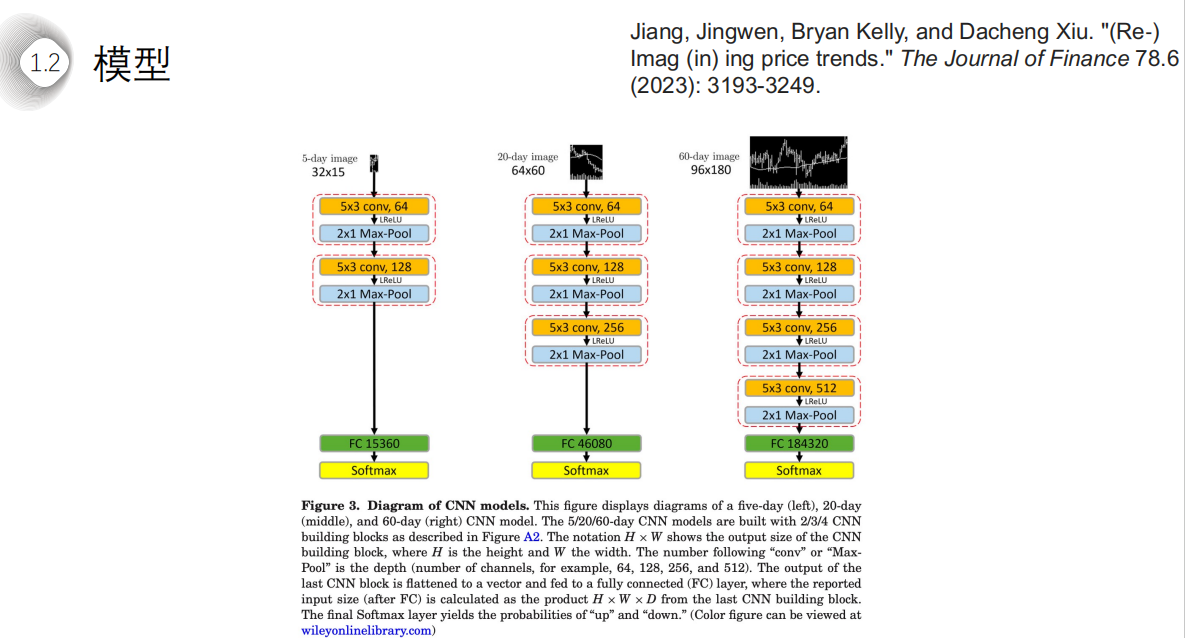 1.2
模型
Jiang, Jingwen, Bryan Kelly, and Dacheng Xiu. "(Re-)
Imag (in) ing price trends." The Journal of Finance 78.6
(2023): 3193-3249.
5-day image
32x15
5x3 conv, 64
LReLU
2x1 Max-Pool
5x3 conv, 128
LReLU
2x1 Max-Pool
FC 15360
Softmax
20-day image
64x60
5x3 conv, 64
LReLU
2x1 Max-Pool
5x3 conv, 128
LReLU
2x1 Max-Pool
5x3 conv, 256
LReLU
2x1 Max-Pool
FC 46080
Softmax
60-day image
96x180
5x3 conv, 64
LReLU
2x1 Max-Pool
5x3 conv, 128
LReLU
2x1 Max-Pool
5x3 conv, 256
LReLU
2x1 Max-Pool
5x3 conv, 512
LReLU
2x1 Max-Pool
FC 184320
Softmax
Figure 3. Diagram of CNN models. This figure displays diagrams of a five-day (left), 20-day
(middle), and 60-day (right) CNN model. The 5/20/60-day CNN models are built with 2/3/4 CNN
building blocks as described in Figure A2. The notation H × W shows the output size of the CNN
building block, where H is the height and W the width. The number following “conv” or “Max-
Pool” is the depth (number of channels, for example, 64, 128, 256, and 512). The output of the
last CNN block is flattened to a vector and fed to a fully connected (FC) layer, where the reported
input size (after FC) is calculated as the product H × W × D from the last CNN building block.
The final Softmax layer yields the probabilities of “up” and “down.” (Color figure can be viewed at
wileyonlinelibrary.com)